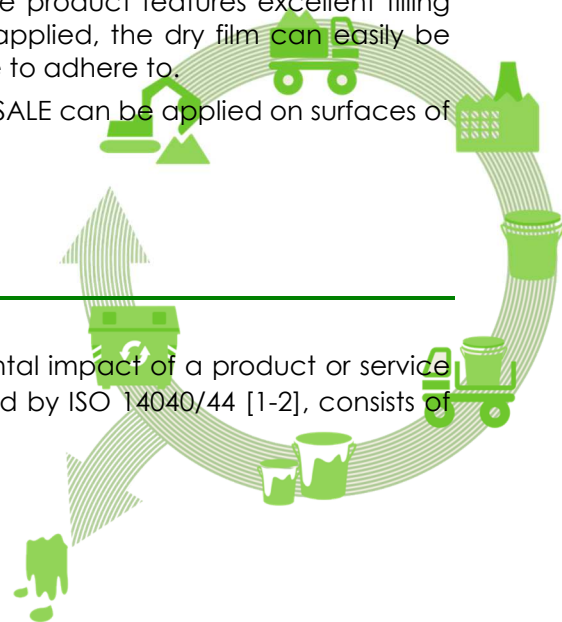 e product features excellent filling
applied, the dry film can easily be
e to adhere to.
SALE can be applied on surfaces of
ntal impact of a product or service
d by ISO 14040/44 [1-2], consists of